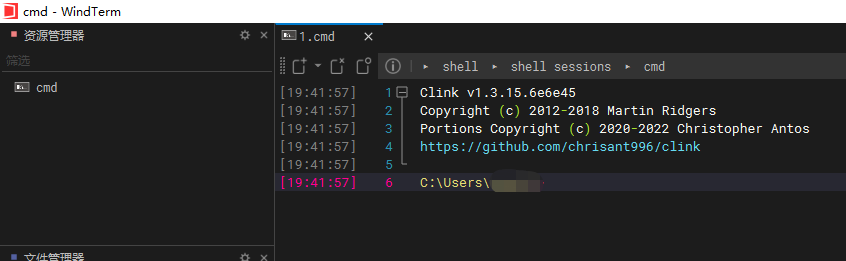 cmd - WindTerm
资源管理器
筛选
cmd
文件管理器
1.cmd
shell ▸ shell sessions ▸ cmd
[19:41:57] 1 Clink v1.3.15.6e6e45
[19:41:57] 2 Copyright (c) 2012-2018 Martin Ridgers
[19:41:57] 3 Portions Copyright (c) 2020-2022 Christopher Antos
[19:41:57] 4 https://github.com/chrisant996/clink
[19:41:57] 5
[19:41:57] 6 C:\Users\